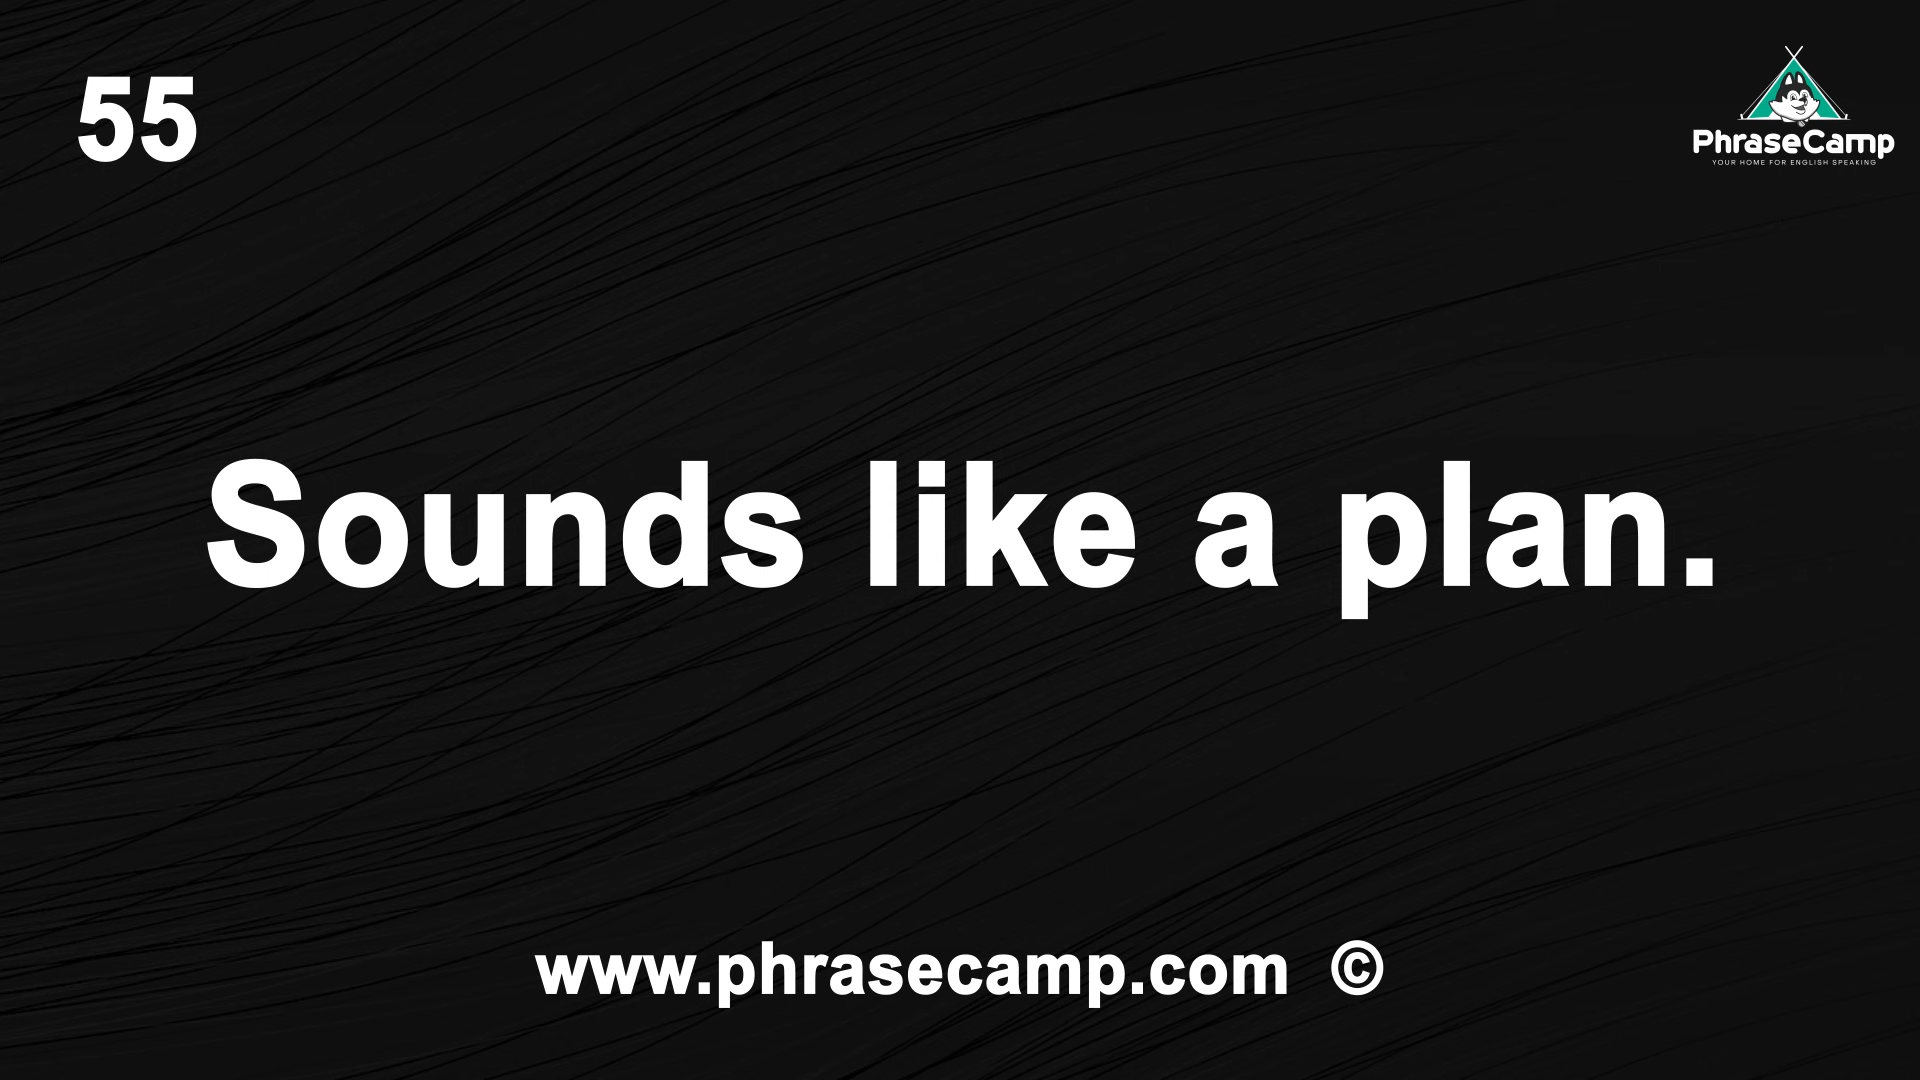 55
PhraseCamp
YOUR HOME FOR ENGLISH SPEAKING
Sounds like a plan.
www.phrasecamp.com ©